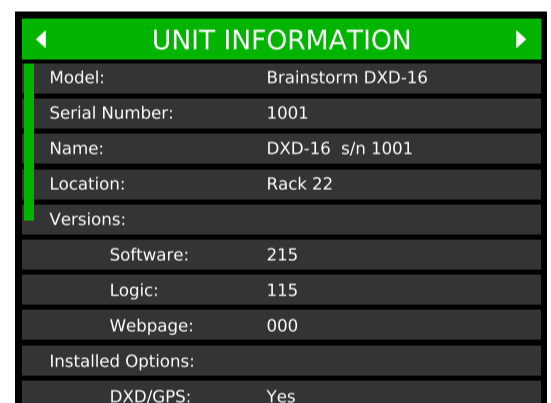 UNIT INFORMATION
Model: Brainstorm DXD-16
Serial Number: 1001
Name: DXD-16 s/n 1001
Location: Rack 22
Versions:
Software: 215
Logic: 115
Webpage: 000
Installed Options:
DXD/GPS: Yes